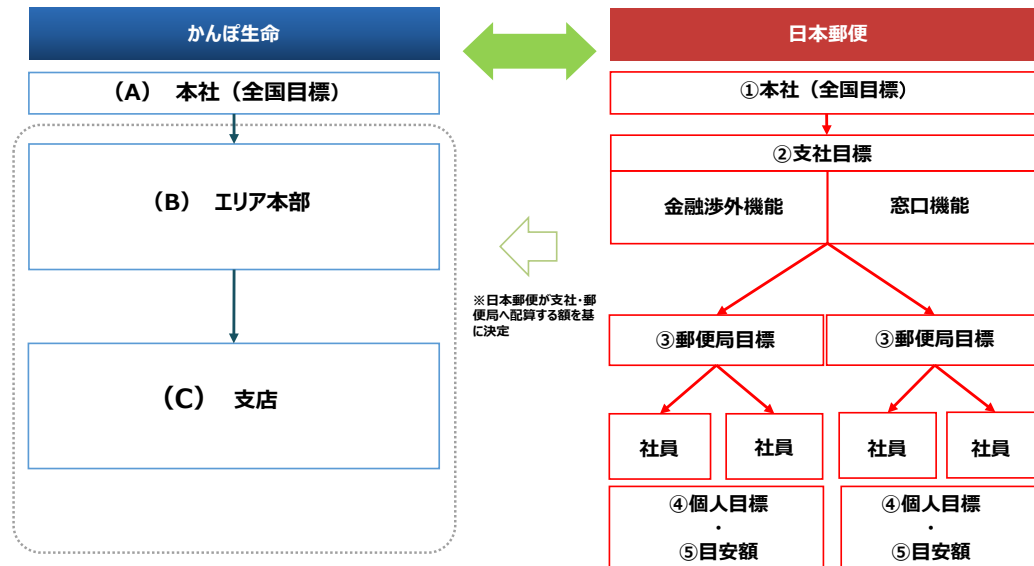 かんぽ生命
日本郵便
（A） 本社（全国目標）
①本社（全国目標）
②支社目標
（B） エリア本部
金融渉外機能
窓口機能
※日本郵便が支社・郵
便局へ配算する額を基
に決定
③郵便局目標
③郵便局目標
（C） 支店
社員
社員
社員
社員
④個人目標
・
⑤目安額
④個人目標
・
⑤目安額